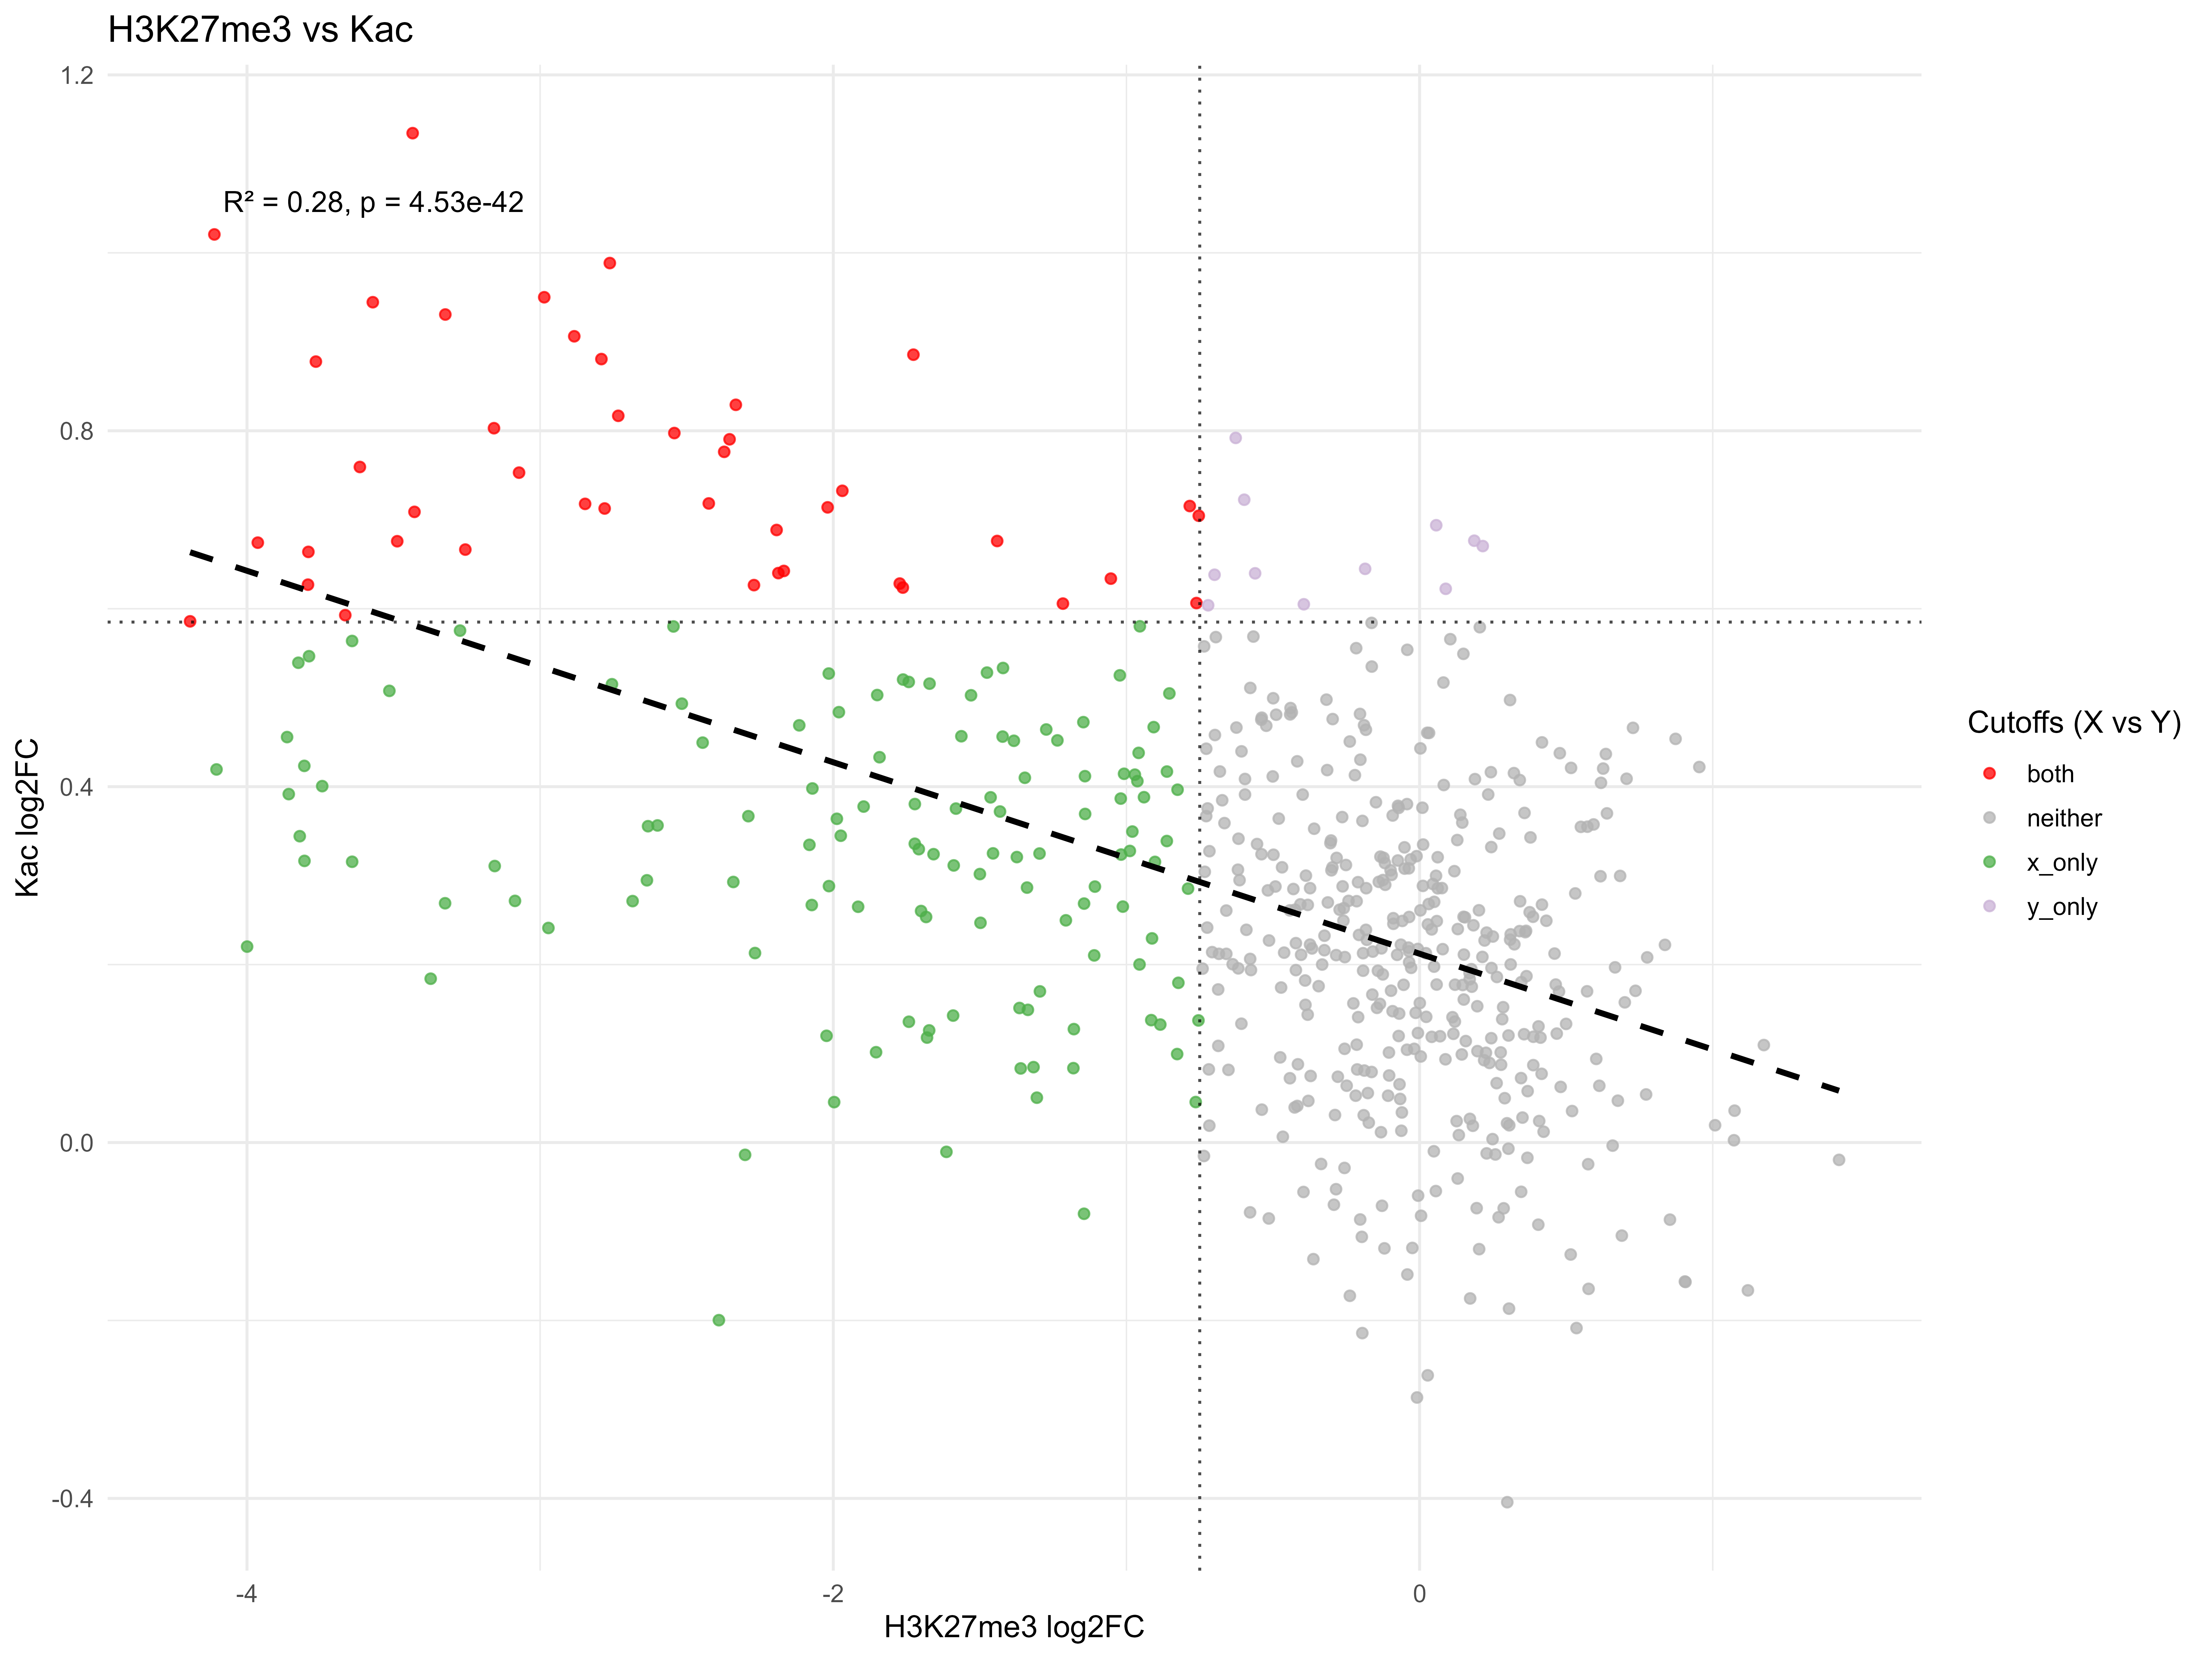 H3K27me3 vs Kac
1.2
R² = 0.28, p = 4.53e-42
0.8
0.4
0.0
-0.4
Kac log2FC
-4
-2
0
H3K27me3 log2FC
Cutoffs (X vs Y)
both
neither
x_only
y_only